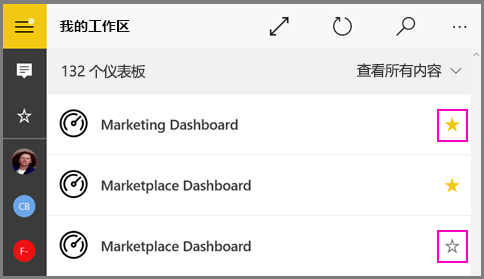 我的工作区
132 个仪表板 查看所有内容
Marketing Dashboard
Marketplace Dashboard
CB
Marketplace Dashboard
F-